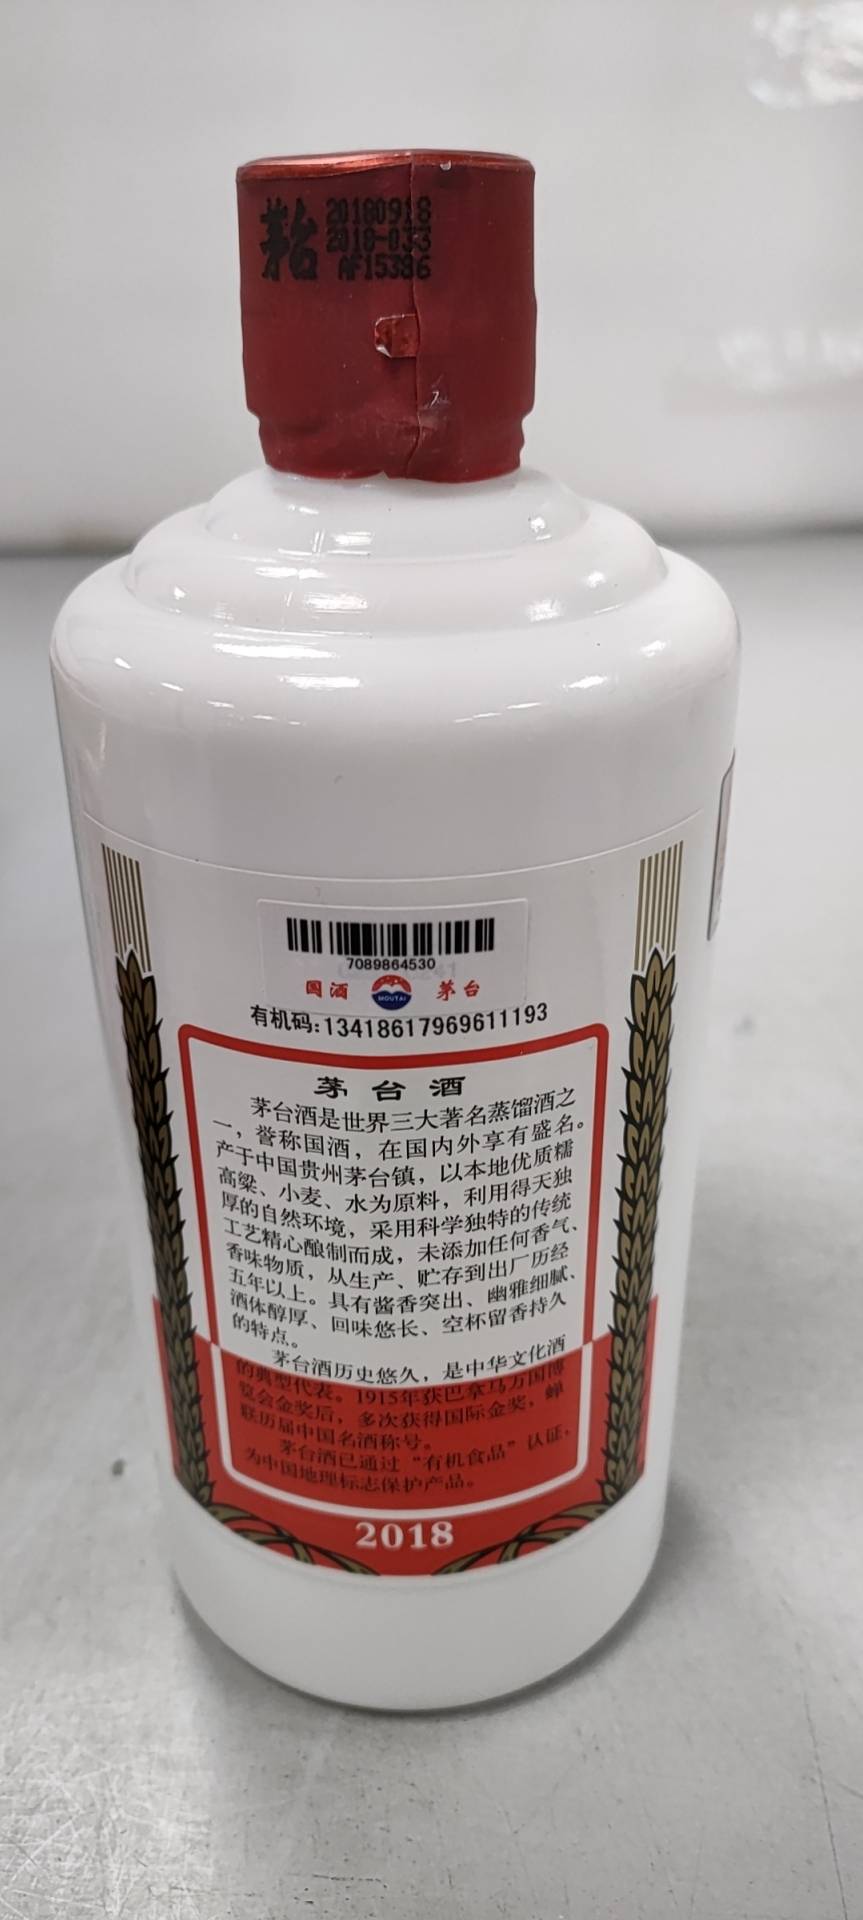 茅台
20180918
2018-033
AF15386
7089864530
国酒 MOUTAI 茅台
有机码:13418617969611193
茅台酒
茅台酒是世界三大著名蒸馏酒之
一，誉称国酒，在国内外享有盛名。
产于中国贵州茅台镇，以本地优质糯
高粱、小麦、水为原料，利用得天独
厚的自然环境，采用科学独特的传统
工艺精心酿制而成，未添加任何香气、
香味物质，从生产、贮存到出厂历经
五年以上。具有酱香突出、幽雅细腻、
酒体醇厚、回味悠长、空杯留香持久
的特点。
茅台酒历史悠久，是中华文化酒
的典型代表。1915年获巴拿马万国博
览会金奖后，多次获得国际金奖，蝉
联历届中国名酒称号。
茅台酒已通过“有机食品”认证，
为中国地理标志保护产品。
2018